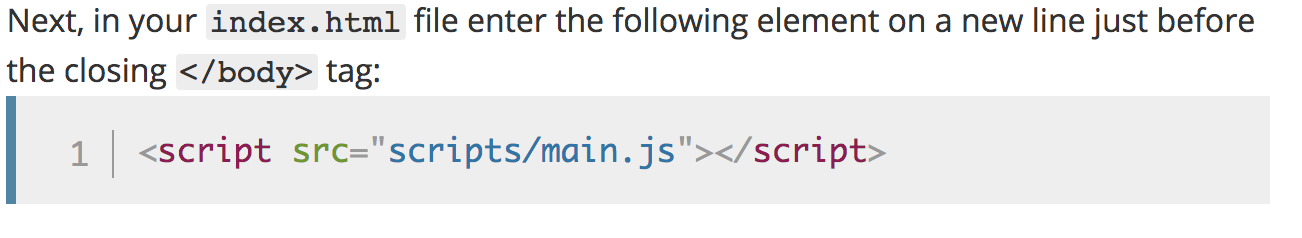 Next, in your index.html file enter the following element on a new line just before
the closing </body> tag:
1 <script src="scripts/main.js"></script>